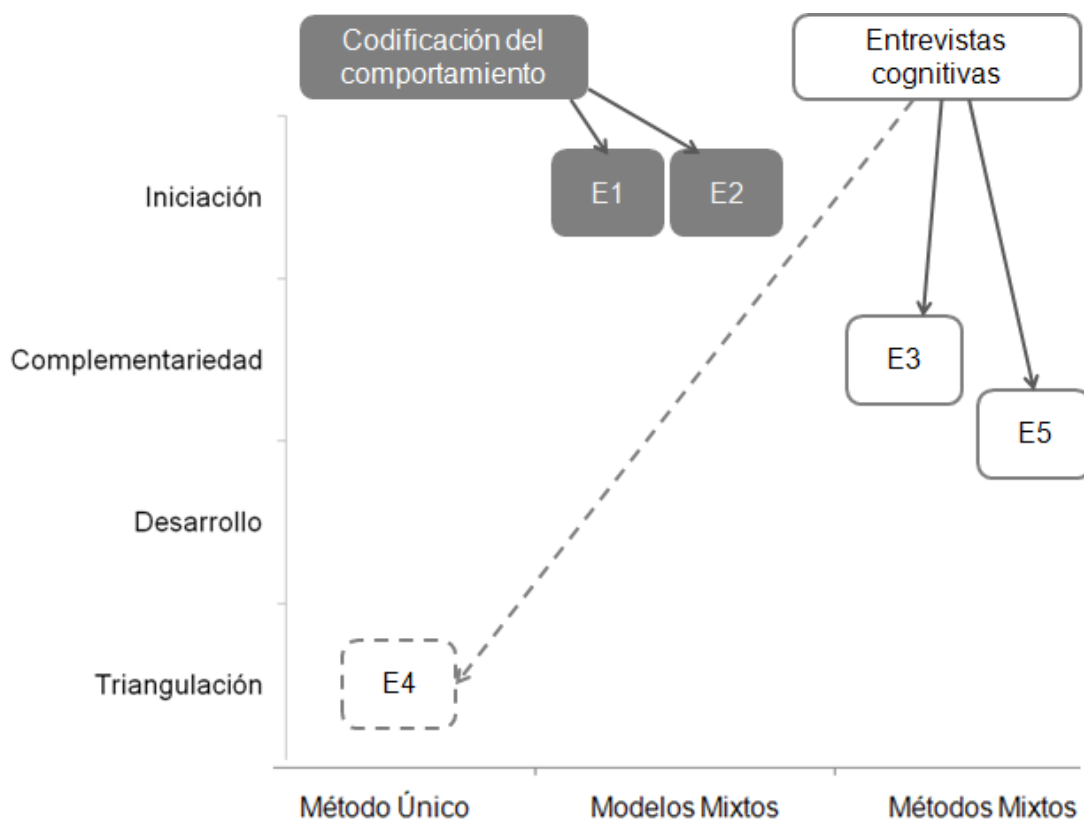 Codificación del
comportamiento
Entrevistas
cognitivas
Iniciación
E1
E2
Complementariedad
E3
E5
Desarrollo
Triangulación
E4
Método Único
Modelos Mixtos
Métodos Mixtos